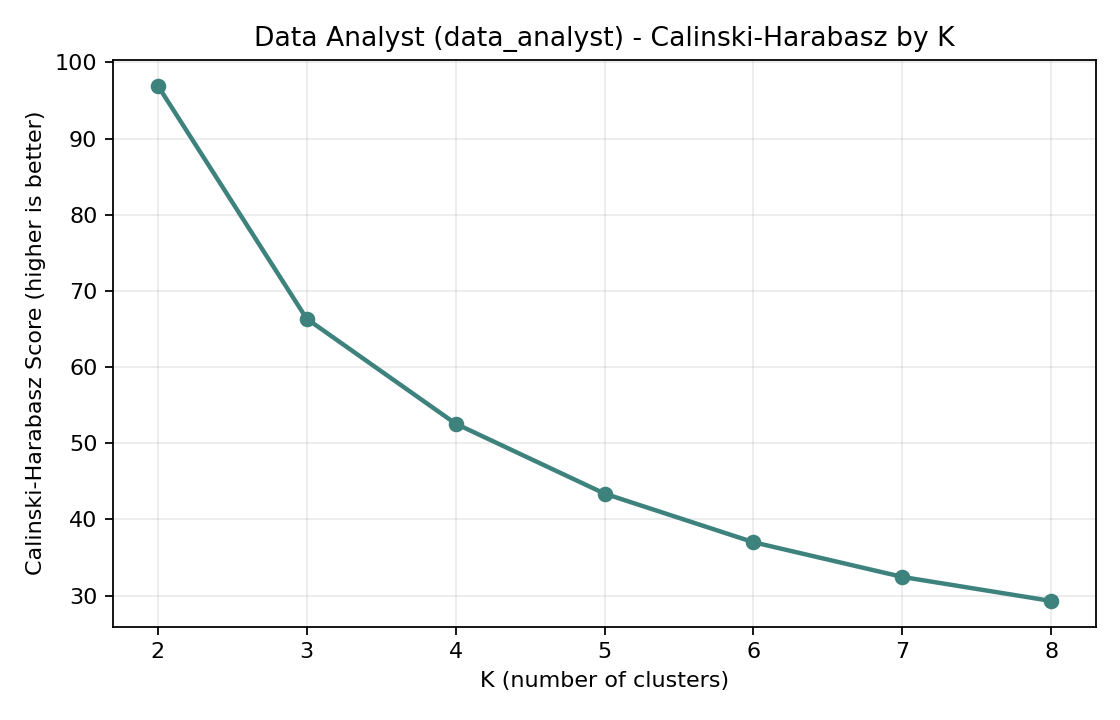 Data Analyst (data_analyst) - Calinski-Harabasz by K
Calinski-Harabasz Score (higher is better)
100
90
80
70
60
50
40
30
2 3 4 5 6 7 8
K (number of clusters)